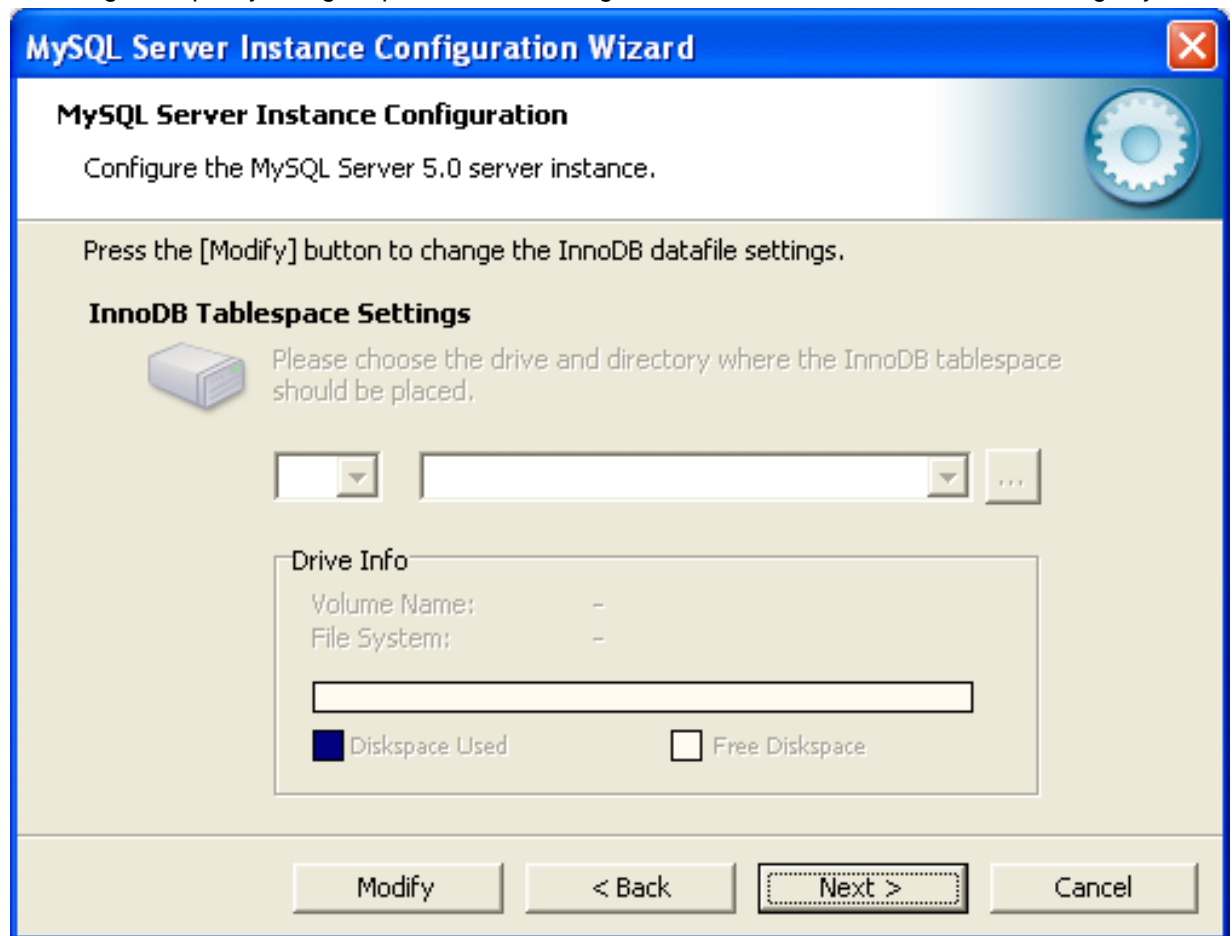 MySQL Server Instance Configuration Wizard
MySQL Server Instance Configuration
Configure the MySQL Server 5.0 server instance.
Press the [Modify] button to change the InnoDB datafile settings.
InnoDB Tablespace Settings
Please choose the drive and directory where the InnoDB tablespace
should be placed.
...
Drive Info
Volume Name: -
File System: -
Diskspace Used Free Diskspace
Modify < Back Next > Cancel